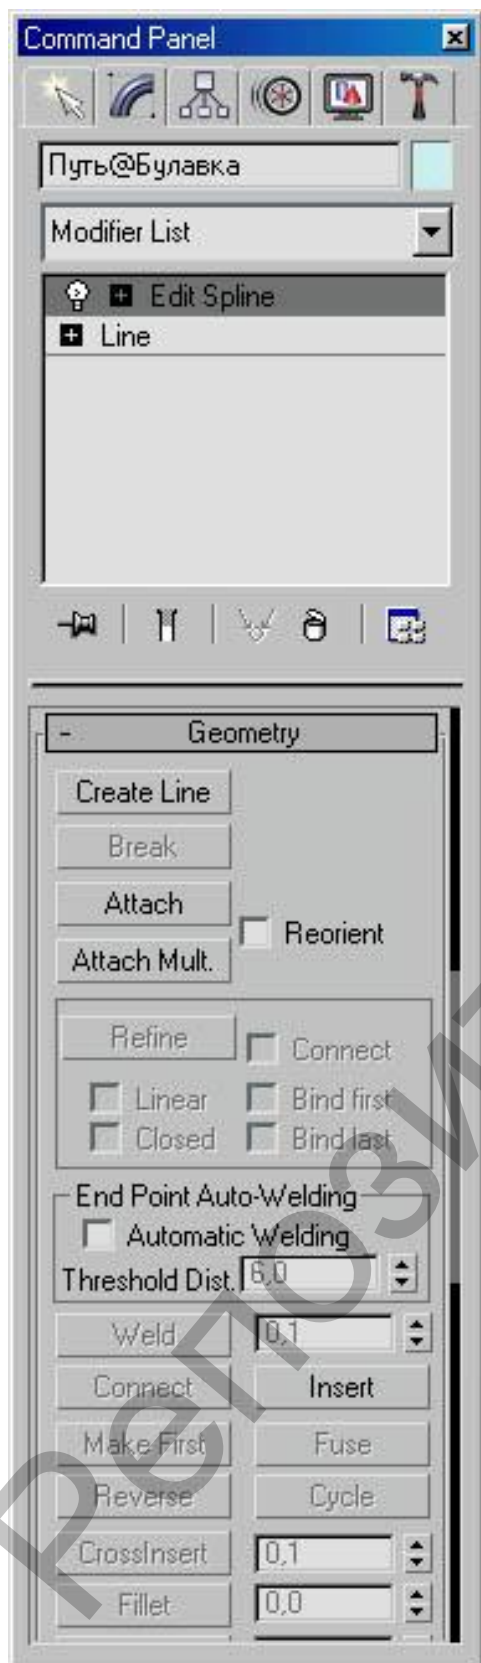 Command Panel
Путь@Булавка
Modifier List
Edit Spline
Line
- Geometry
Create Line
Break
Attach
Reorient
Attach Mult.
Refine
Connect
Linear
Bind first
Closed
Bind last
End Point Auto-Welding
Automatic Welding
Threshold Dist. 6,0
Weld 0,1
Connect Insert
Make First Fuse
Reverse Cycle
CrossInsert 0,1
Fillet 0,0
Репози